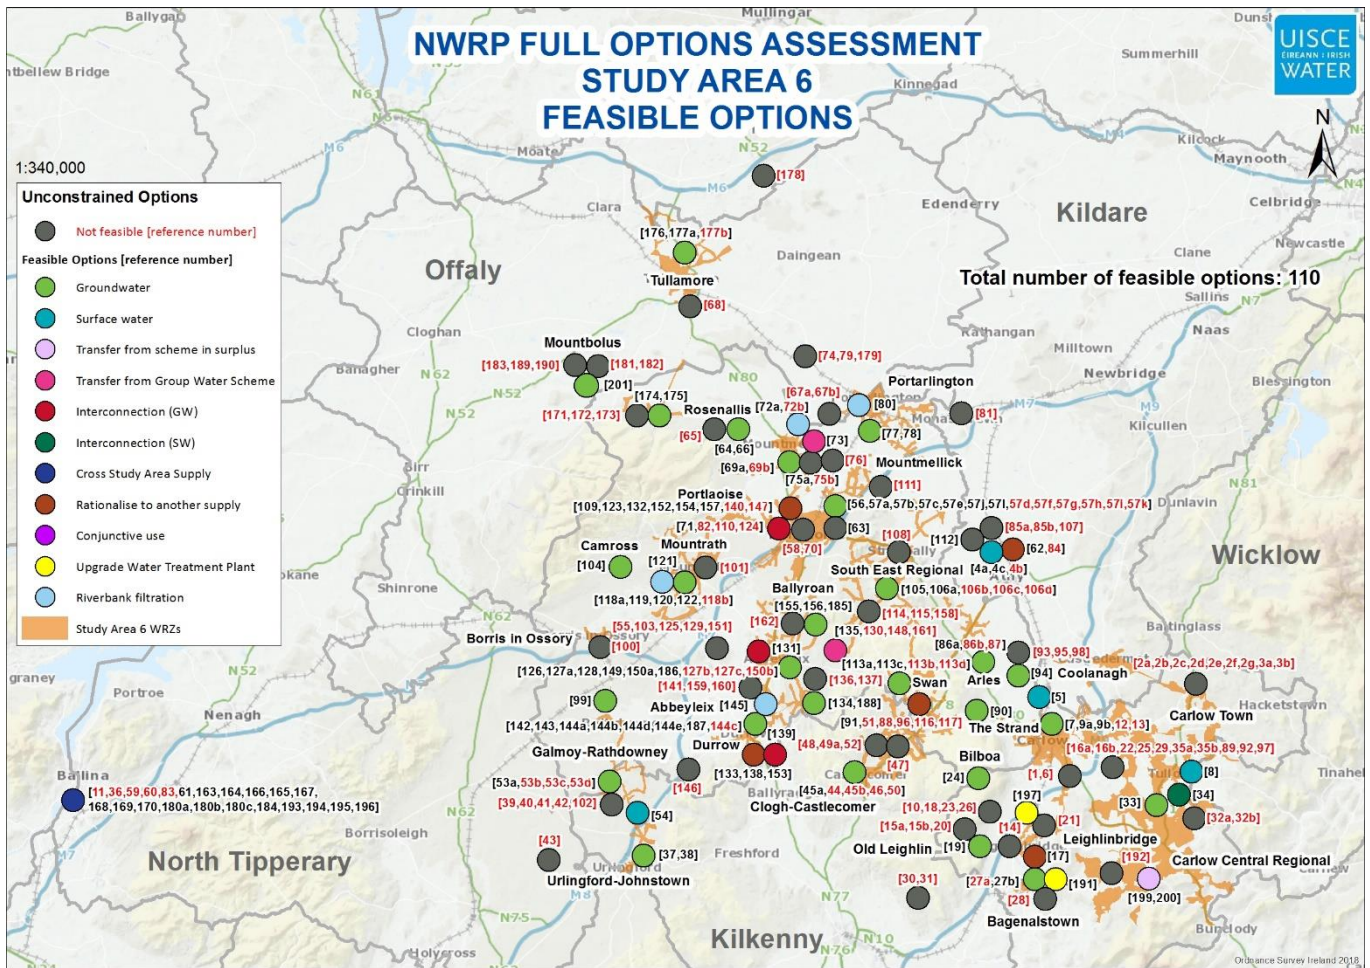 NWRP FULL OPTIONS ASSESSMENT
STUDY AREA 6
FEASIBLE OPTIONS
UISCE
ÉIREANN : IRISH
WATER
N
1:340,000
Unconstrained Options
Not feasible [reference number]
Feasible Options [reference number]
Groundwater
Surface water
Transfer from scheme in surplus
Transfer from Group Water Scheme
Interconnection (GW)
Interconnection (SW)
Cross Study Area Supply
Rationalise to another supply
Conjunctive use
Upgrade Water Treatment Plant
Riverbank filtration
Study Area 6 WRZs
Total number of feasible options: 110
Ballygar
Mullingar
Summerhill
Kinnegad
Kilcock
Maynooth
Celbridge
N61
N52
M4
M6
Moate
M6
[178]
Clara
Edenderry
Kildare
Newcastle
Clane
[176,177a,177b]
Daingean
Offaly
Tullamore
[68]
Sallins
N7
Naas
Rathangan
Milltown
Cloghan
Banagher
N62
N52
Mountbolus
[183,189,190]
[181,182]
[201]
[74,79,179]
N80
[67a,67b]
Portarlington
[80]
[81]
M7
M9
Blessington
Kilcullen
[174,175]
[171,172,173]
Rosenallis
[72a,72b]
[65]
[64,66]
[73]
[77,78]
[69a,69b]
[76]
[75a,75b]
Mountmellick
[111]
N81
Dunlavin
Birr
Crinkill
Portlaoise
[109,123,132,152,154,157,140,147]
[56,57a,57b,57c,57e,57j,57l,57d,57f,57g,57h,57i,57k]
[71,82,110,124]
[63]
[58,70]
[108]
[85a,85b,107]
[112]
[62,84]
[4a,4c,4b]
Wicklow
Camross
[104]
Mountrath
[121]
[101]
[118a,119,120,122,118b]
South East Regional
[105,106a,106b,106c,106d]
Shinrone
Ballyroan
[155,156,185]
[114,115,158]
[162]
[135,130,148,161]
N62
[55,103,125,129,151]
Borris in Ossory
[100]
[131]
[86a,86b,87]
[93,95,98]
Baltinglass
[126,127a,128,149,150a,186,127b,127c,150b]
[113a,113c,113b,113d]
[2a,2b,2c,2d,2e,2f,2g,3a,3b]
[136,137]
[141,159,160]
Swan
Arles
[94]
Coolanagh
[5]
N52
Portroe
Nenagh
[99]
Abbeyleix
[145]
[134,188]
[90]
Hacketstown
Carlow Town
[142,143,144a,144b,144d,144e,187,144c]
[91,51,88,96,116,117]
The Strand
[7,9a,9b,12,13]
[139]
Galmoy-Rathdowney
Durrow
[48,49a,52]
[47]
[133,138,153]
Bilboa
[16a,16b,22,25,29,35a,35b,89,92,97]
[1,6]
[8]
Ballina
[11,36,59,60,83,61,163,164,166,165,167,
168,169,170,180a,180b,180c,184,193,194,195,196]
[53a,53b,53c,53d]
[146]
[24]
[45a,44,45b,46,50]
Clogh-Castlecomer
[197]
[33]
[34]
[39,40,41,42,102]
[54]
[10,18,23,26]
[21]
[32a,32b]
Borrisoleigh
N62
[15a,15b,20]
[14]
Leighlinbridge
[43]
[37,38]
Freshford
Old Leighlin
[19]
[17]
[192]
Carlow Central Regional
North Tipperary
Urlingford-Johnstown
M7
M8
[30,31]
[27a,27b]
[191]
[199,200]
[28]
Bagenalstown
N75
Kilkenny
N10
N76
Holycross
Bunclody
Ordnance Survey Ireland 2018